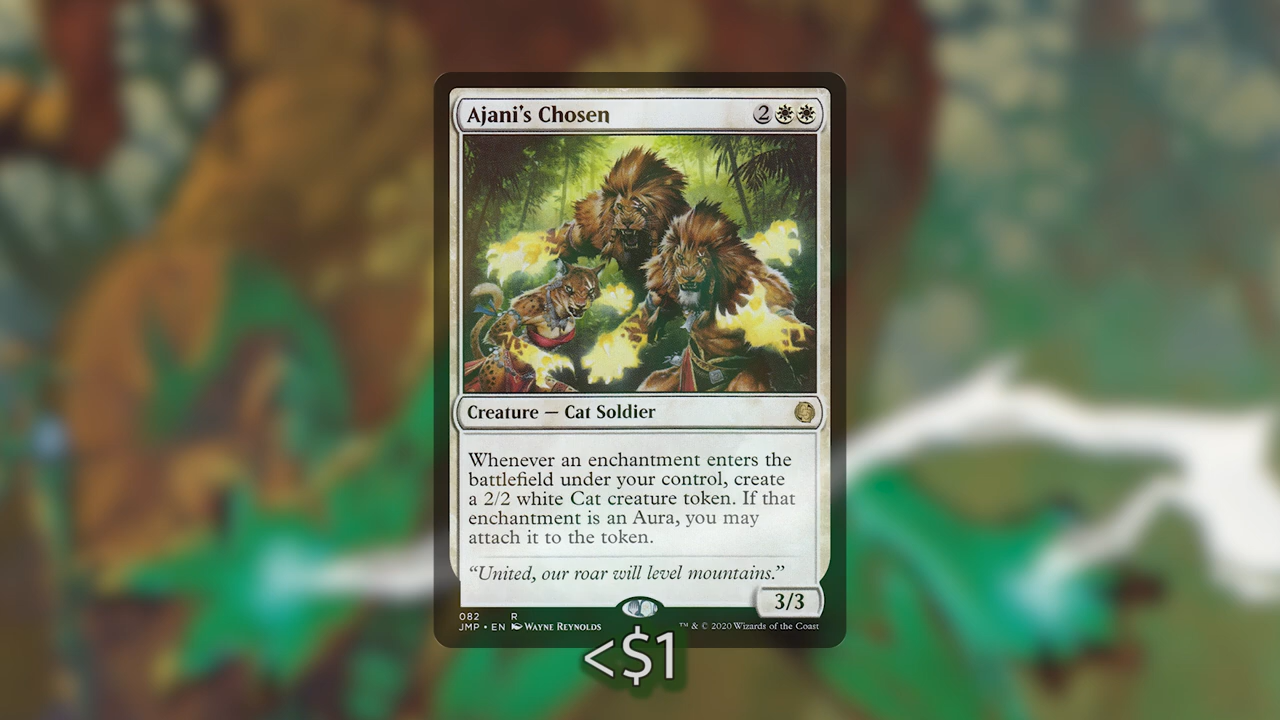 Ajani's Chosen 2
Creature — Cat Soldier
Whenever an enchantment enters the
battlefield under your control, create
a 2/2 white Cat creature token. If that
enchantment is an Aura, you may
attach it to the token.
“United, our roar will level mountains.”
3/3
082 R
JMP • EN Wayne Reynolds ™ & © 2020 Wizards of the Coast
<$1